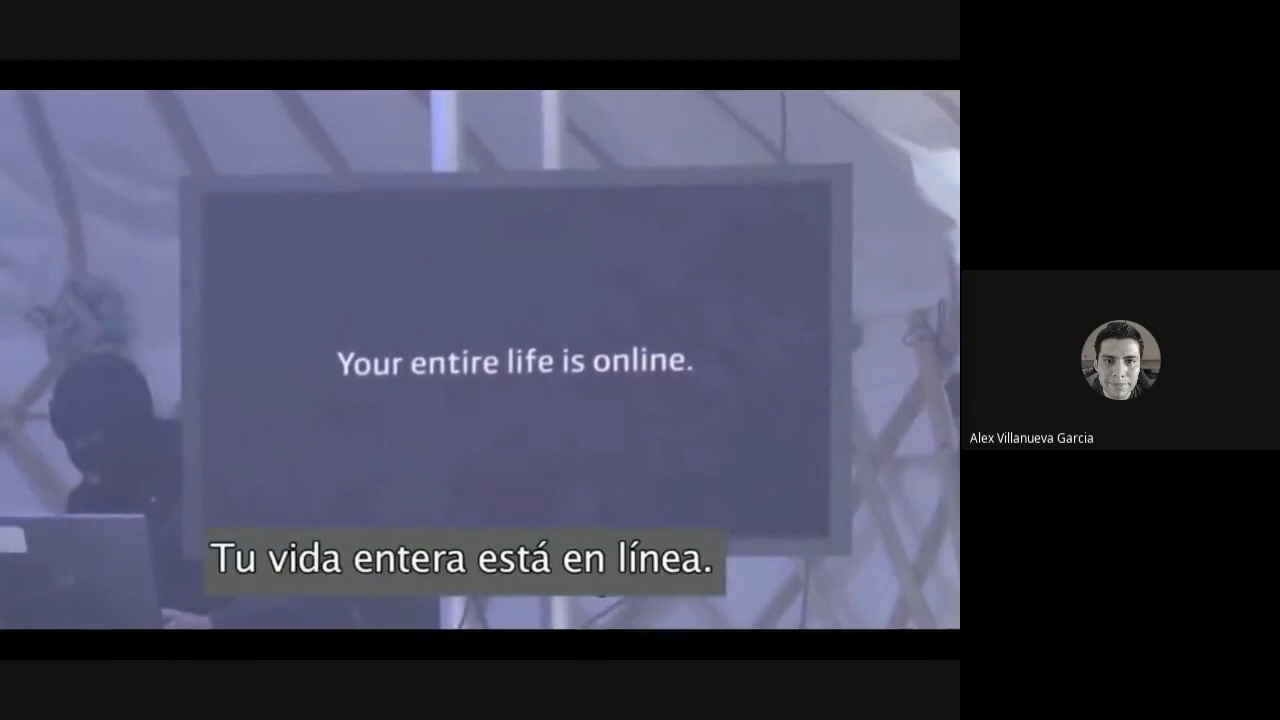 Your entire life is online.
Tu vida entera está en línea.
Alex Villanueva Garcia